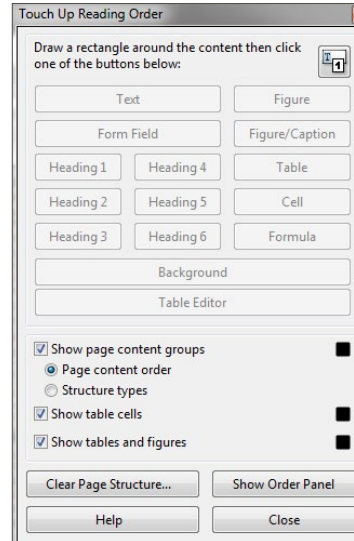 Touch Up Reading Order
Draw a rectangle around the content then click
one of the buttons below:
T
1
Text Figure
Form Field Figure/Caption
Heading 1 Heading 4 Table
Heading 2 Heading 5 Cell
Heading 3 Heading 6 Formula
Background
Table Editor
Show page content groups
Page content order
Structure types
Show table cells
Show tables and figures
Clear Page Structure... Show Order Panel
Help Close